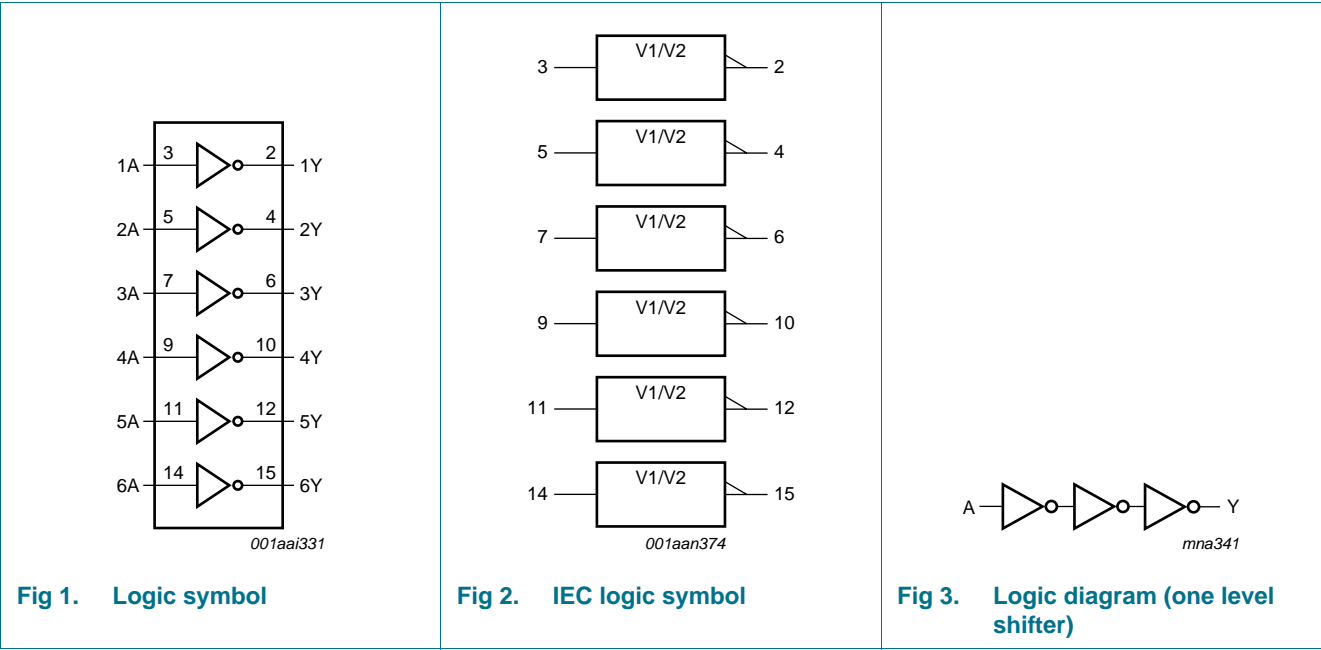 1A 3 2 1Y
2A 5 4 2Y
3A 7 6 3Y
4A 9 10 4Y
5A 11 12 5Y
6A 14 15 6Y
001aai331
Fig 1. Logic symbol
V1/V2
3 2
V1/V2
5 4
V1/V2
7 6
V1/V2
9 10
V1/V2
11 12
V1/V2
14 15
001aan374
Fig 2. IEC logic symbol
A Y
mna341
Fig 3. Logic diagram (one level
shifter)